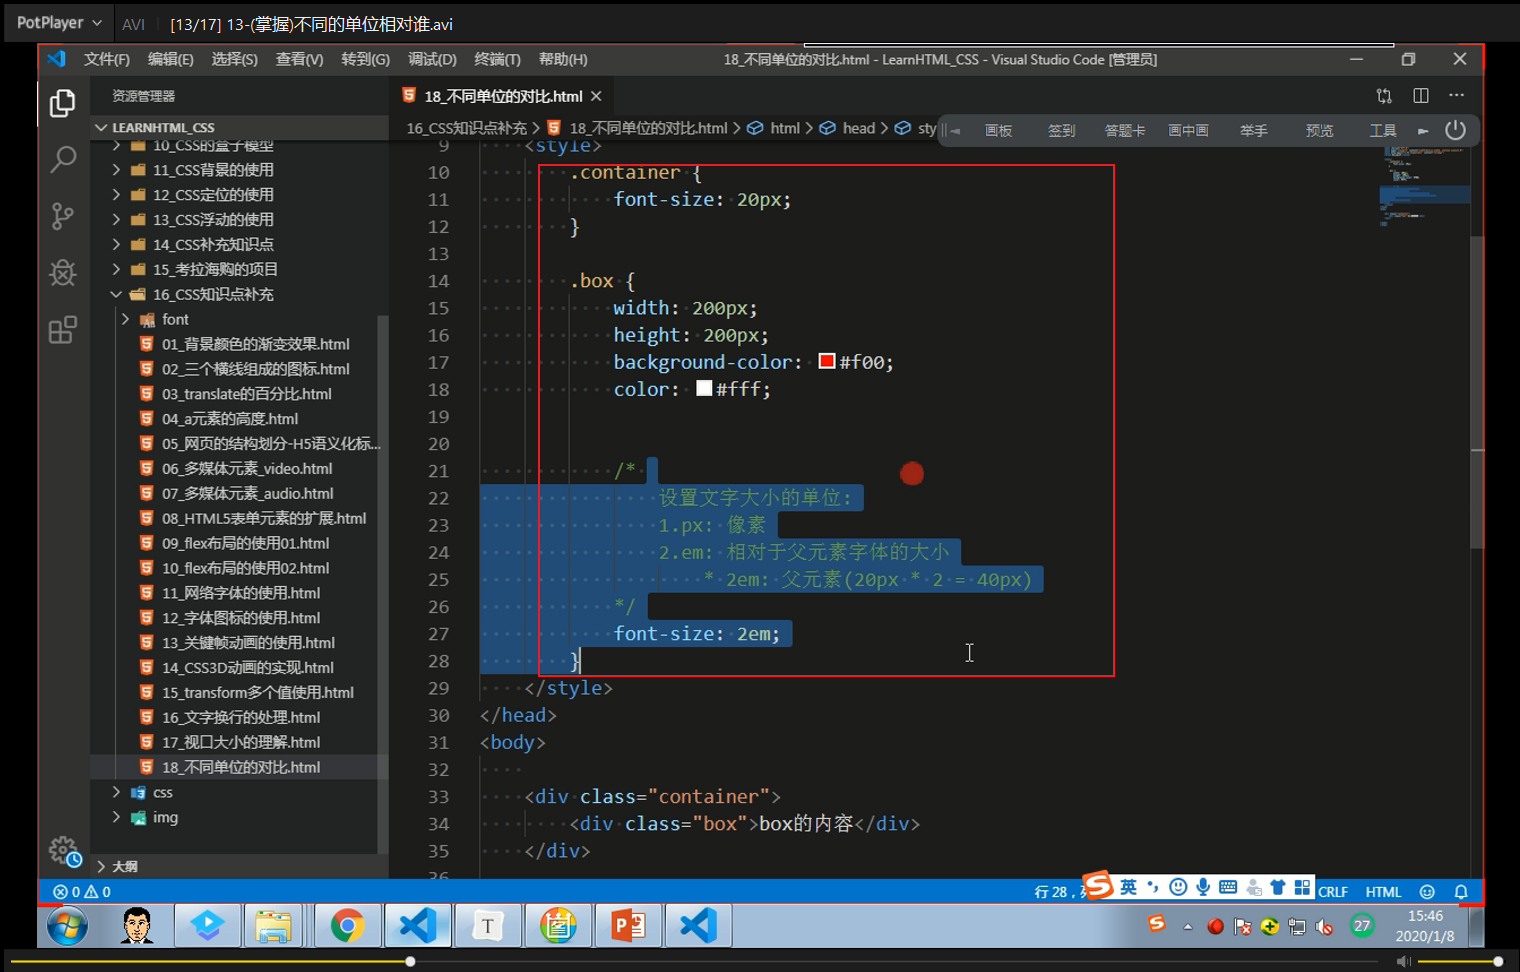 PotPlayer
AVI
[13/17] 13-(掌握)不同的单位相对谁.avi
文件(F) 编辑(E) 选择(S) 查看(V) 转到(G) 调试(D) 终端(T) 帮助(H)
18_不同单位的对比.html - LearnHTML_CSS - Visual Studio Code [管理员]
资源管理器
18_不同单位的对比.html
LEARNHTML_CSS
16_CSS知识点补充 > 18_不同单位的对比.html > html > head > sty
画板 签到 答题卡 画中画 举手 预览 工具
10_CSS的盒子模型
11_CSS背景的使用
12_CSS定位的使用
13_CSS浮动的使用
14_CSS补充知识点
15_考拉海购的项目
16_CSS知识点补充
font
01_背景颜色的渐变效果.html
02_三个横线组成的图标.html
03_translate的百分比.html
04_a元素的高度.html
05_网页的结构划分-H5语义化标...
06_多媒体元素_video.html
07_多媒体元素_audio.html
08_HTML5表单元素的扩展.html
09_flex布局的使用01.html
10_flex布局的使用02.html
11_网络字体的使用.html
12_字体图标的使用.html
13_关键帧动画的使用.html
14_CSS3D动画的实现.html
15_transform多个值使用.html
16_文字换行的处理.html
17_视口大小的理解.html
18_不同单位的对比.html
css
img
大纲
9 <style>
10 .container {
11 font-size: 20px;
12 }
13
14 .box {
15 width: 200px;
16 height: 200px;
17 background-color: #f00;
18 color: #fff;
19
20
21 /*
22 设置文字大小的单位:
23 1.px: 像素
24 2.em: 相对于父元素字体的大小
25 * 2em: 父元素(20px * 2 = 40px)
26 */
27 font-size: 2em;
28 }
29 </style>
30 </head>
31 <body>
32
33 <div class="container">
34 <div class="box">box的内容</div>
35 </div>
36
0 0
行 28，
英
CRLF HTML
T
27
15:46
2020/1/8